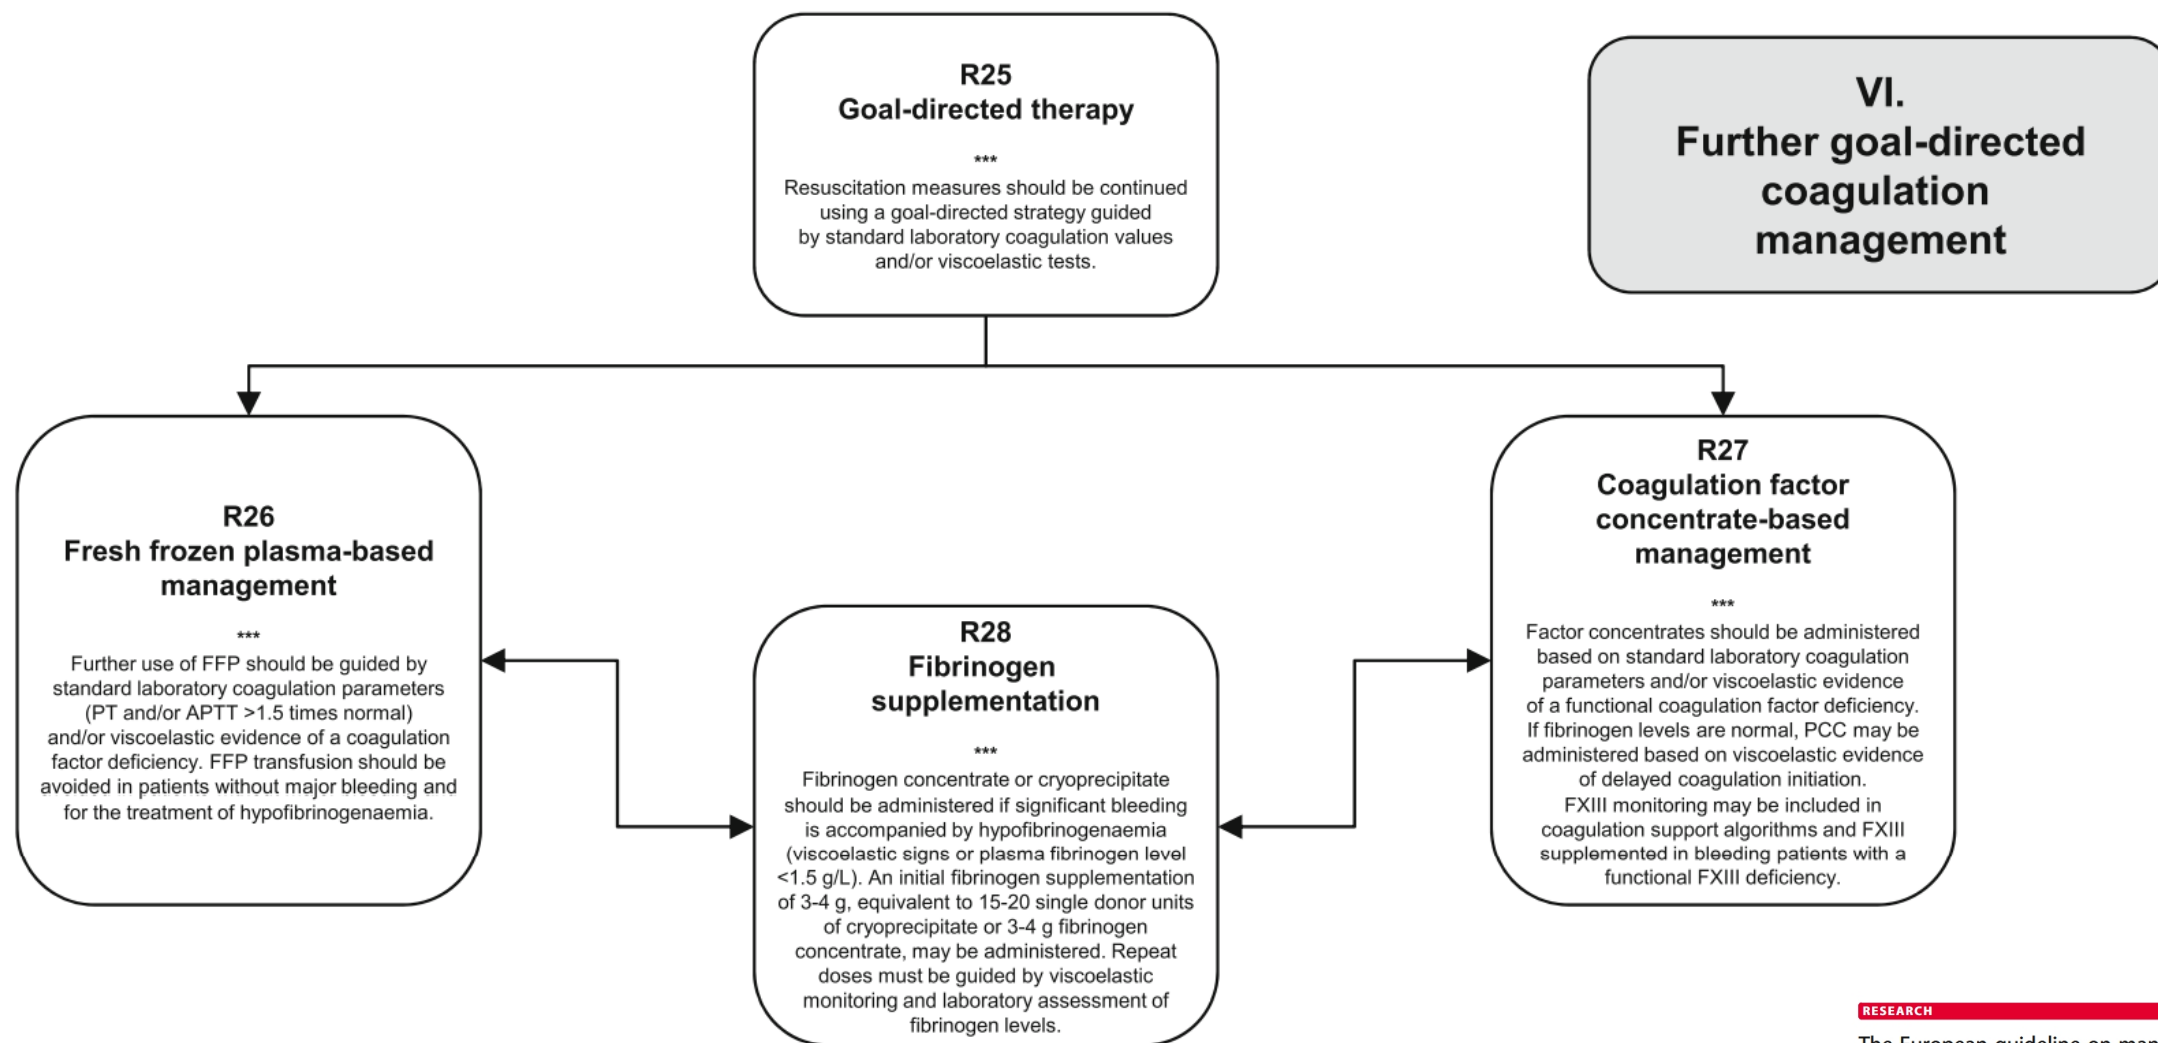 R25
Goal-directed therapy
***
Resuscitation measures should be continued
using a goal-directed strategy guided
by standard laboratory coagulation values
and/or viscoelastic tests.
VI.
Further goal-directed
coagulation
management
R26
Fresh frozen plasma-based
management
***
Further use of FFP should be guided by
standard laboratory coagulation parameters
(PT and/or APTT >1.5 times normal)
and/or viscoelastic evidence of a coagulation
factor deficiency. FFP transfusion should be
avoided in patients without major bleeding and
for the treatment of hypofibrinogenaemia.
R28
Fibrinogen
supplementation
***
Fibrinogen concentrate or cryoprecipitate
should be administered if significant bleeding
is accompanied by hypofibrinogenaemia
(viscoelastic signs or plasma fibrinogen level
<1.5 g/L). An initial fibrinogen supplementation
of 3-4 g, equivalent to 15-20 single donor units
of cryoprecipitate or 3-4 g fibrinogen
concentrate, may be administered. Repeat
doses must be guided by viscoelastic
monitoring and laboratory assessment of
fibrinogen levels.
R27
Coagulation factor
concentrate-based
management
***
Factor concentrates should be administered
based on standard laboratory coagulation
parameters and/or viscoelastic evidence
of a functional coagulation factor deficiency.
If fibrinogen levels are normal, PCC may be
administered based on viscoelastic evidence
of delayed coagulation initiation.
FXIII monitoring may be included in
coagulation support algorithms and FXIII
supplemented in bleeding patients with a
functional FXIII deficiency.
RESEARCH
The European guideline on man